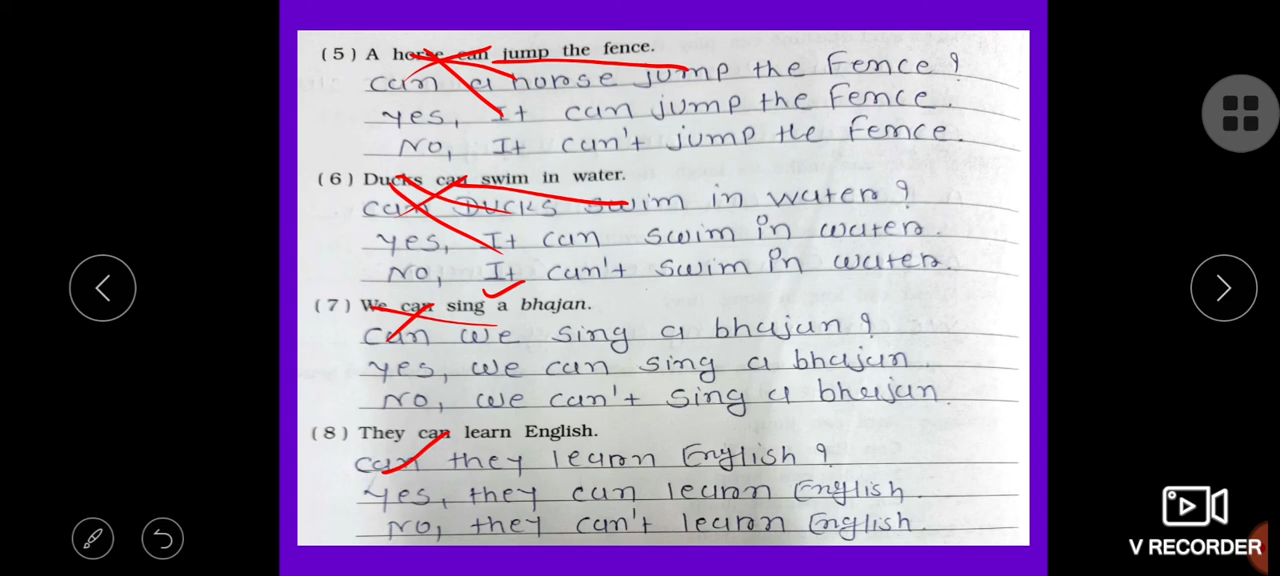 (5) A horse can jump the fence.
Can a horse jump the Fence?
Yes, It can jump the Fence.
No, It can't jump the Fence.
(6) Ducks can swim in water.
Can Ducks swim in water?
Yes, It can swim in water.
No, It can't swim in water.
(7) We can sing a bhajan.
Can we sing a bhajan?
Yes, we can sing a bhajan
No, we can't sing a bhajan.
(8) They can learn English.
Can they learn English?
Yes, they can learn English.
No, they can't learn English.
V RECORDER